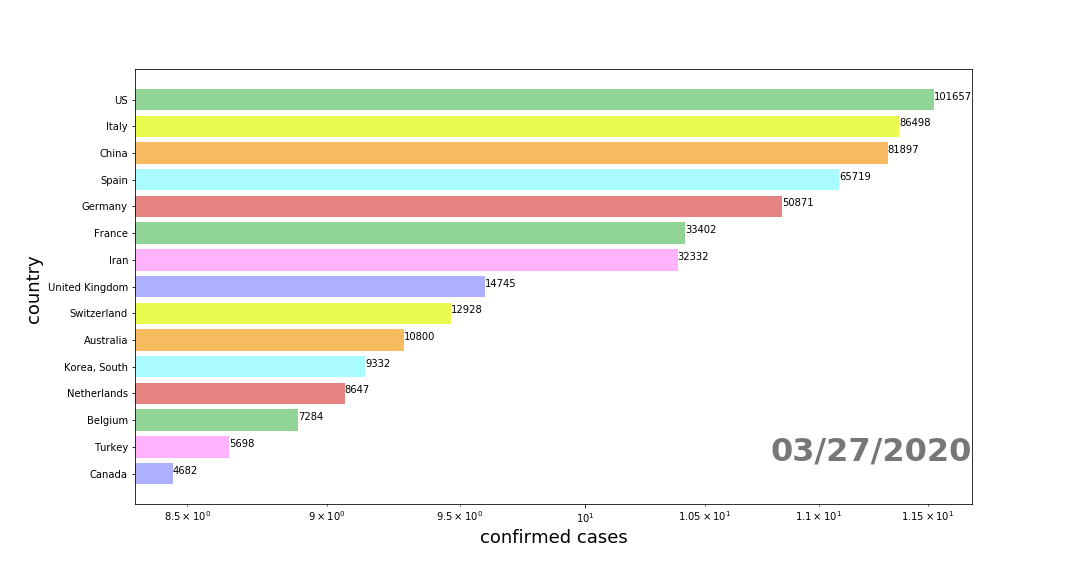 US 101657
Italy 86498
China 81897
Spain 65719
Germany 50871
France 33402
Iran 32332
United Kingdom 14745
Switzerland 12928
Australia 10800
Korea, South 9332
Netherlands 8647
Belgium 7284
Turkey 5698
Canada 4682
country
03/27/2020
8.5 × 10⁰ 9 × 10⁰ 9.5 × 10⁰ 10¹ 1.05 × 10¹ 1.1 × 10¹ 1.15 × 10¹
confirmed cases